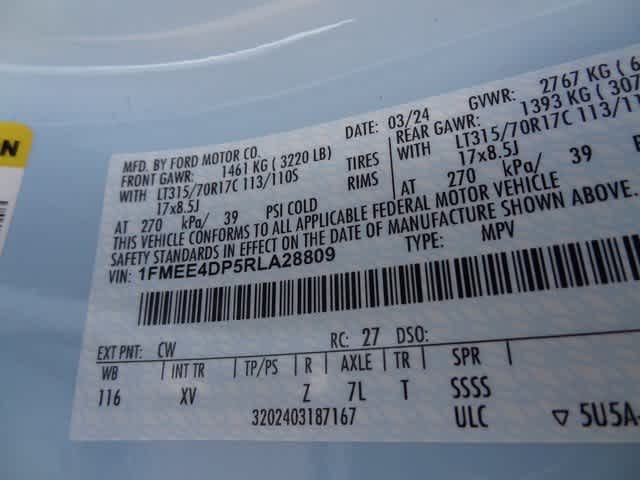 N
MFD. BY FORD MOTOR CO.
DATE: 03/24
GVWR: 2767 KG ( 6
FRONT GAWR: 1461 KG ( 3220 LB)
REAR GAWR: 1393 KG ( 307
WITH LT315/70R17C 113/110S TIRES
WITH LT315/70R17C 113/110
17x8.5J RIMS
17x8.5J
AT 270 kPa/ 39 PSI COLD
AT 270 kPa/ 39
THIS VEHICLE CONFORMS TO ALL APPLICABLE FEDERAL MOTOR VEHICLE
SAFETY STANDARDS IN EFFECT ON THE DATE OF MANUFACTURE SHOWN ABOVE.
VIN: 1FMEE4DP5RLA28809
TYPE: MPV
EXT PNT: CW RC: 27 DSO:
WB INT TR TP/PS R AXLE TR SPR
116 XV Z 7L T SSSS
3202403187167 ULC ▽ 5U5A-